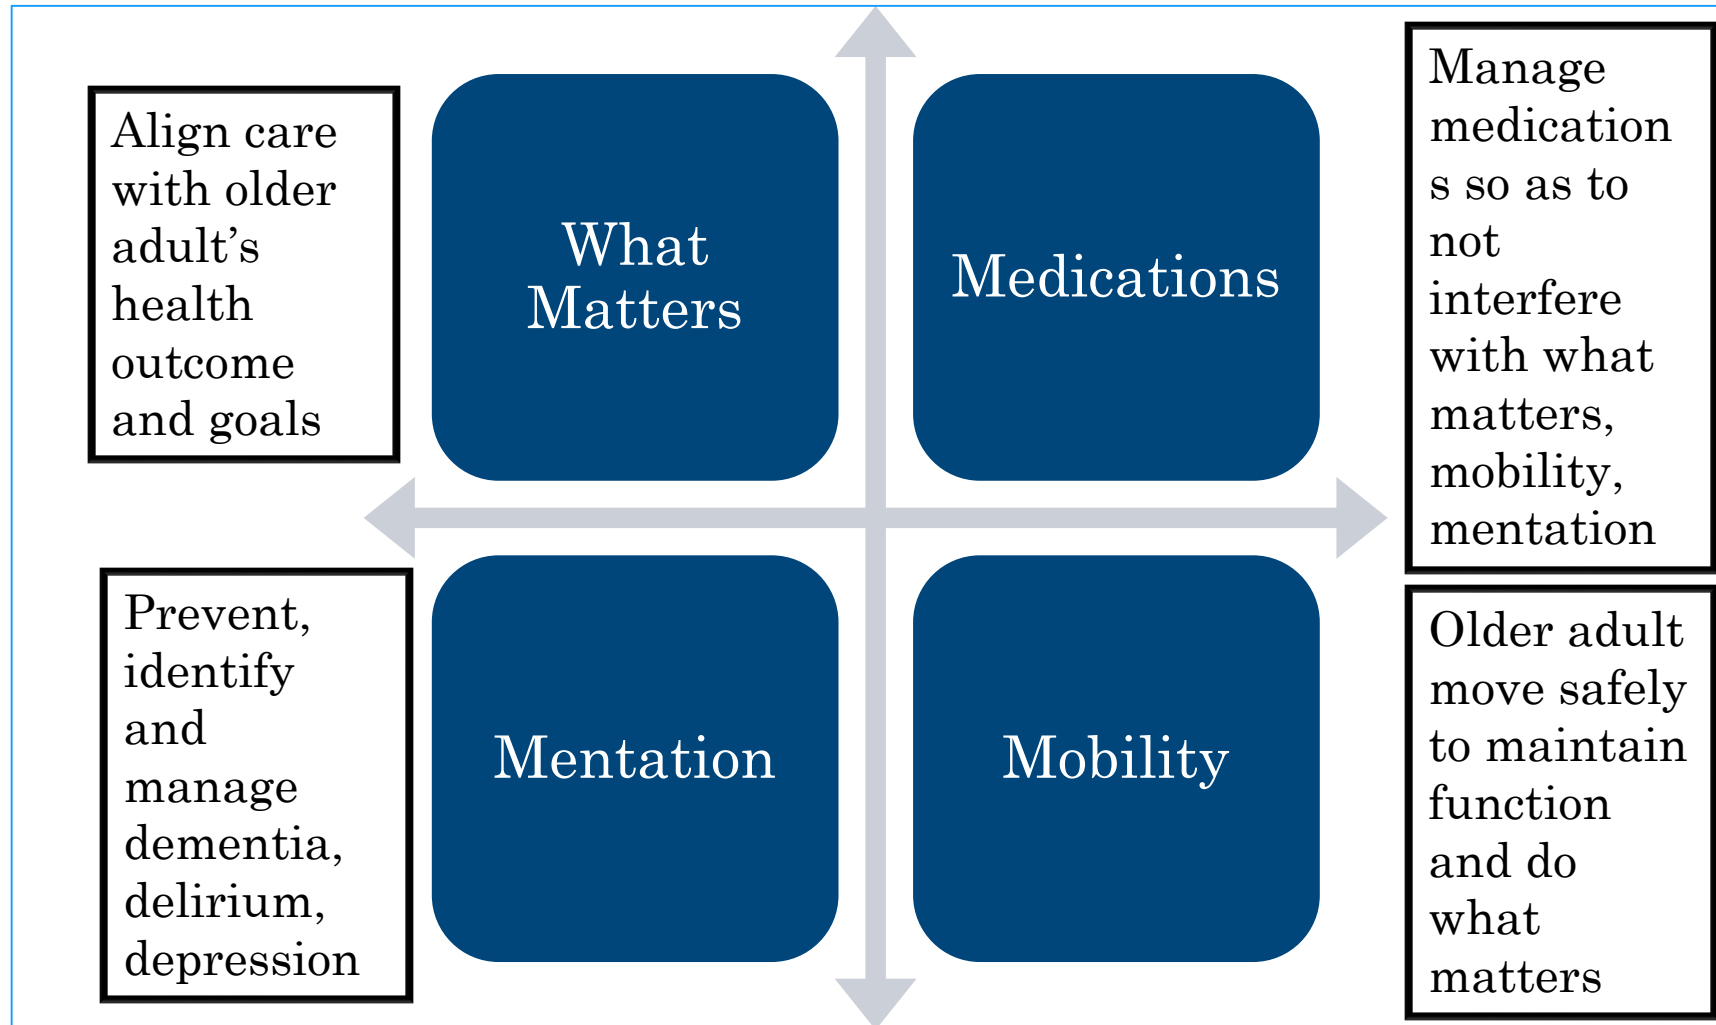 Align care
with older
adult’s
health
outcome
and goals
What
Matters
Medications
Manage
medication
s so as to
not
interfere
with what
matters,
mobility,
mentation
Prevent,
identify
and
manage
dementia,
delirium,
depression
Mentation
Mobility
Older adult
move safely
to maintain
function
and do
what
matters